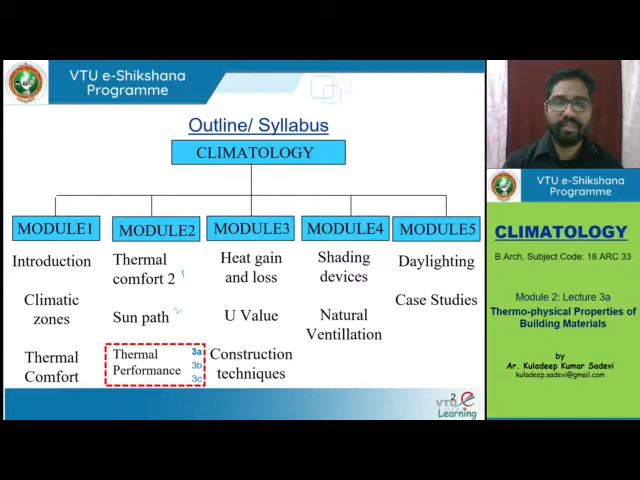 VTU e-Shikshana
Programme
Outline/ Syllabus
CLIMATOLOGY
MODULE1
MODULE2
MODULE3
MODULE4
MODULE5
Introduction
Climatic
zones
Thermal
Comfort
Thermal
comfort 2
Sun path
Thermal
Performance
3a
3b
3c
Heat gain
and loss
U Value
Construction
techniques
Shading
devices
Natural
Ventillation
Daylighting
Case Studies
2
VTU e
Learning
VTU e-Shikshana
Programme
CLIMATOLOGY
B.Arch, Subject Code: 18 ARC 33
Module 2: Lecture 3a
Thermo-physical Properties of
Building Materials
by
Ar. Kuladeep Kumar Sadevi
kuladeep.sadevi@gmail.com